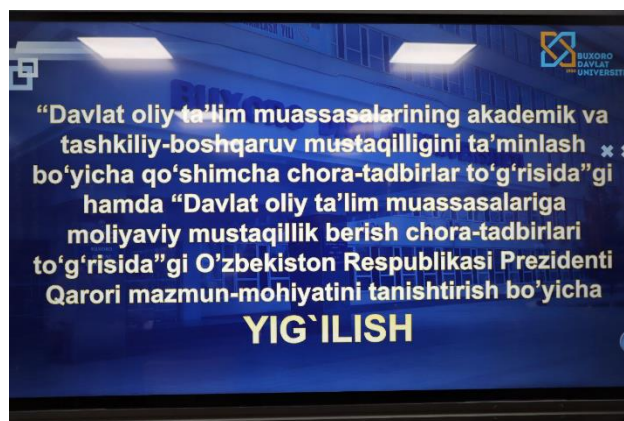 BUXORO
DAVLAT
UNIVERSITETI
“Davlat oliy ta’lim muassasalarining akademik va
tashkiliy-boshqaruv mustaqilligini ta’minlash
bo‘yicha qo‘shimcha chora-tadbirlar to‘g‘risida”gi
hamda “Davlat oliy ta’lim muassasalariga
moliyaviy mustaqillik berish chora-tadbirlari
to‘g‘risida”gi O’zbekiston Respublikasi Prezidenti
Qarori mazmun-mohiyatini tanishtirish bo’yicha
YIG`ILISH